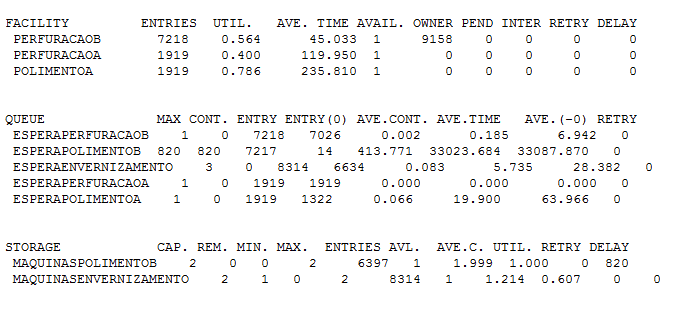 FACILITY ENTRIES UTIL. AVE. TIME AVAIL. OWNER PEND INTER RETRY DELAY
PERFURACAOB 7218 0.564 45.033 1 9158 0 0 0 0
PERFURACAOA 1919 0.400 119.950 1 0 0 0 0 0
POLIMENTOA 1919 0.786 235.810 1 0 0 0 0 0
QUEUE MAX CONT. ENTRY ENTRY(0) AVE.CONT. AVE.TIME AVE.(-0) RETRY
ESPERAPERFURACAOB 1 0 7218 7026 0.002 0.185 6.942 0
ESPERAPOLIMENTOB 820 820 7217 14 413.771 33023.684 33087.870 0
ESPERAENVERNIZAMENTO 3 0 8314 6634 0.083 5.735 28.382 0
ESPERAPERFURACAOA 1 0 1919 1919 0.000 0.000 0.000 0
ESPERAPOLIMENTOA 1 0 1919 1322 0.066 19.900 63.966 0
STORAGE CAP. REM. MIN. MAX. ENTRIES AVL. AVE.C. UTIL. RETRY DELAY
MAQUINASPOLIMENTOB 2 0 0 2 6397 1 1.999 1.000 0 820
MAQUINASENVERNIZAMENTO 2 1 0 2 8314 1 1.214 0.607 0 0